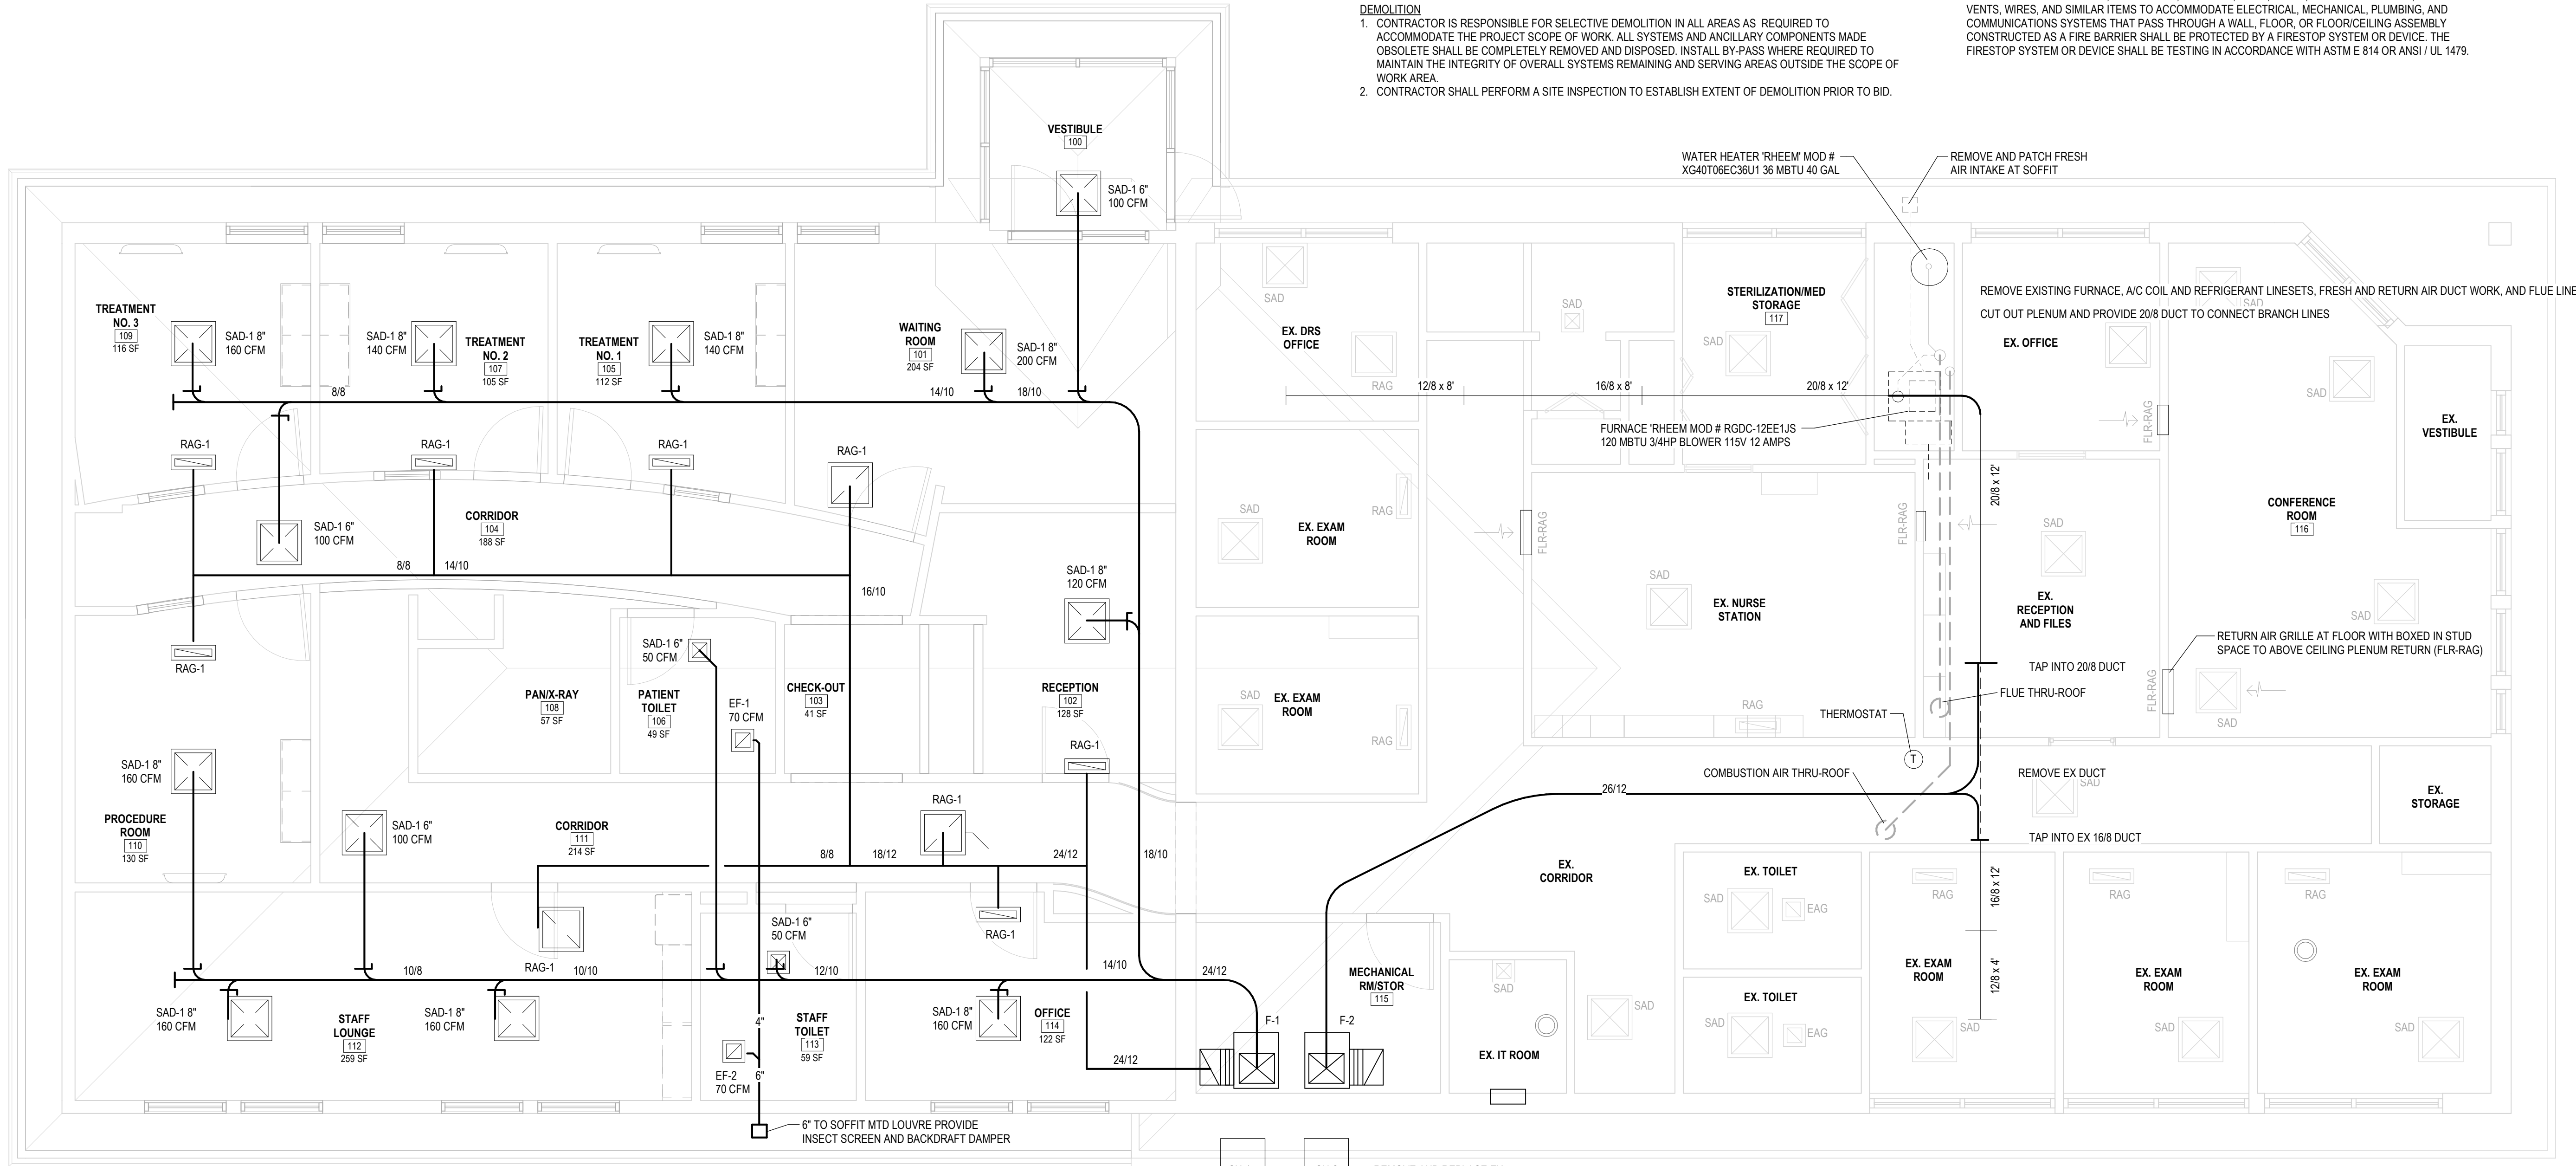 DEMOLITION
1. CONTRACTOR IS RESPONSIBLE FOR SELECTIVE DEMOLITION IN ALL AREAS AS REQUIRED TO
ACCOMMODATE THE PROJECT SCOPE OF WORK. ALL SYSTEMS AND ANCILLARY COMPONENTS MADE
OBSOLETE SHALL BE COMPLETELY REMOVED AND DISPOSED. INSTALL BY-PASS WHERE REQUIRED TO
MAINTAIN THE INTEGRITY OF OVERALL SYSTEMS REMAINING AND SERVING AREAS OUTSIDE THE SCOPE OF
WORK AREA.
2. CONTRACTOR SHALL PERFORM A SITE INSPECTION TO ESTABLISH EXTENT OF DEMOLITION PRIOR TO BID.
VENTS, WIRES, AND SIMILAR ITEMS TO ACCOMMODATE ELECTRICAL, MECHANICAL, PLUMBING, AND
COMMUNICATIONS SYSTEMS THAT PASS THROUGH A WALL, FLOOR, OR FLOOR/CEILING ASSEMBLY
CONSTRUCTED AS A FIRE BARRIER SHALL BE PROTECTED BY A FIRESTOP SYSTEM OR DEVICE. THE
FIRESTOP SYSTEM OR DEVICE SHALL BE TESTING IN ACCORDANCE WITH ASTM E 814 OR ANSI / UL 1479.
VESTIBULE
100
SAD-1 6"
100 CFM
WATER HEATER 'RHEEM' MOD #
XG40T06EC36U1 36 MBTU 40 GAL
REMOVE AND PATCH FRESH
AIR INTAKE AT SOFFIT
TREATMENT
NO. 3
109
116 SF
SAD-1 8"
160 CFM
SAD-1 8"
140 CFM
TREATMENT
NO. 2
107
105 SF
TREATMENT
NO. 1
105
112 SF
SAD-1 8"
140 CFM
WAITING
ROOM
101
204 SF
SAD-1 8"
200 CFM
8/8
14/10
18/10
SAD
EX. DRS
OFFICE
RAG
SAD
STERILIZATION/MED
STORAGE
117
SAD
REMOVE EXISTING FURNACE, A/C COIL AND REFRIGERANT LINESETS, FRESH AND RETURN AIR DUCT WORK, AND FLUE LINE
SAD
CUT OUT PLENUM AND PROVIDE 20/8 DUCT TO CONNECT BRANCH LINES
EX. OFFICE
SAD
12/8 x 8'
16/8 x 8'
20/8 x 12'
FURNACE 'RHEEM MOD # RGDC-12EE1JS
120 MBTU 3/4HP BLOWER 115V 12 AMPS
FLR-RAG
EX.
VESTIBULE
RAG-1
RAG-1
RAG-1
RAG-1
SAD-1 6"
100 CFM
CORRIDOR
104
188 SF
8/8
14/10
16/10
SAD
EX. EXAM
ROOM
RAG
FLR-RAG
SAD
EX. NURSE
STATION
FLR-RAG
20/8 x 12'
SAD
EX.
RECEPTION
AND FILES
CONFERENCE
ROOM
116
SAD
RETURN AIR GRILLE AT FLOOR WITH BOXED IN STUD
SPACE TO ABOVE CEILING PLENUM RETURN (FLR-RAG)
RAG-1
SAD-1 8"
120 CFM
SAD-1 6"
50 CFM
PAN/X-RAY
108
57 SF
PATIENT
TOILET
106
49 SF
EF-1
70 CFM
CHECK-OUT
103
41 SF
RECEPTION
102
128 SF
RAG-1
SAD
EX. EXAM
ROOM
RAG
RAG
THERMOSTAT
T
TAP INTO 20/8 DUCT
FLUE THRU-ROOF
FLR-RAG
SAD
SAD-1 8"
160 CFM
PROCEDURE
ROOM
110
130 SF
SAD-1 6"
100 CFM
CORRIDOR
111
214 SF
RAG-1
8/8
18/12
24/12
18/10
COMBUSTION AIR THRU-ROOF
26/12
REMOVE EX DUCT
SAD
EX.
STORAGE
TAP INTO EX 16/8 DUCT
EX.
CORRIDOR
EX. TOILET
SAD
EAG
RAG
16/8 x 12'
RAG
RAG
10/8
RAG-1
10/10
SAD-1 6"
50 CFM
12/10
RAG-1
14/10
24/12
MECHANICAL
RM/STOR
115
SAD
EX. TOILET
SAD
EAG
SAD
EX. EXAM
ROOM
12/8 x 4'
SAD
EX. EXAM
ROOM
SAD
EX. EXAM
ROOM
SAD
SAD-1 8"
160 CFM
STAFF
LOUNGE
112
259 SF
SAD-1 8"
160 CFM
4"
EF-2
70 CFM
6"
STAFF
TOILET
113
59 SF
SAD-1 8"
160 CFM
OFFICE
114
122 SF
24/12
F-1
F-2
EX. IT ROOM
6" TO SOFFIT MTD LOUVRE PROVIDE
INSECT SCREEN AND BACKDRAFT DAMPER